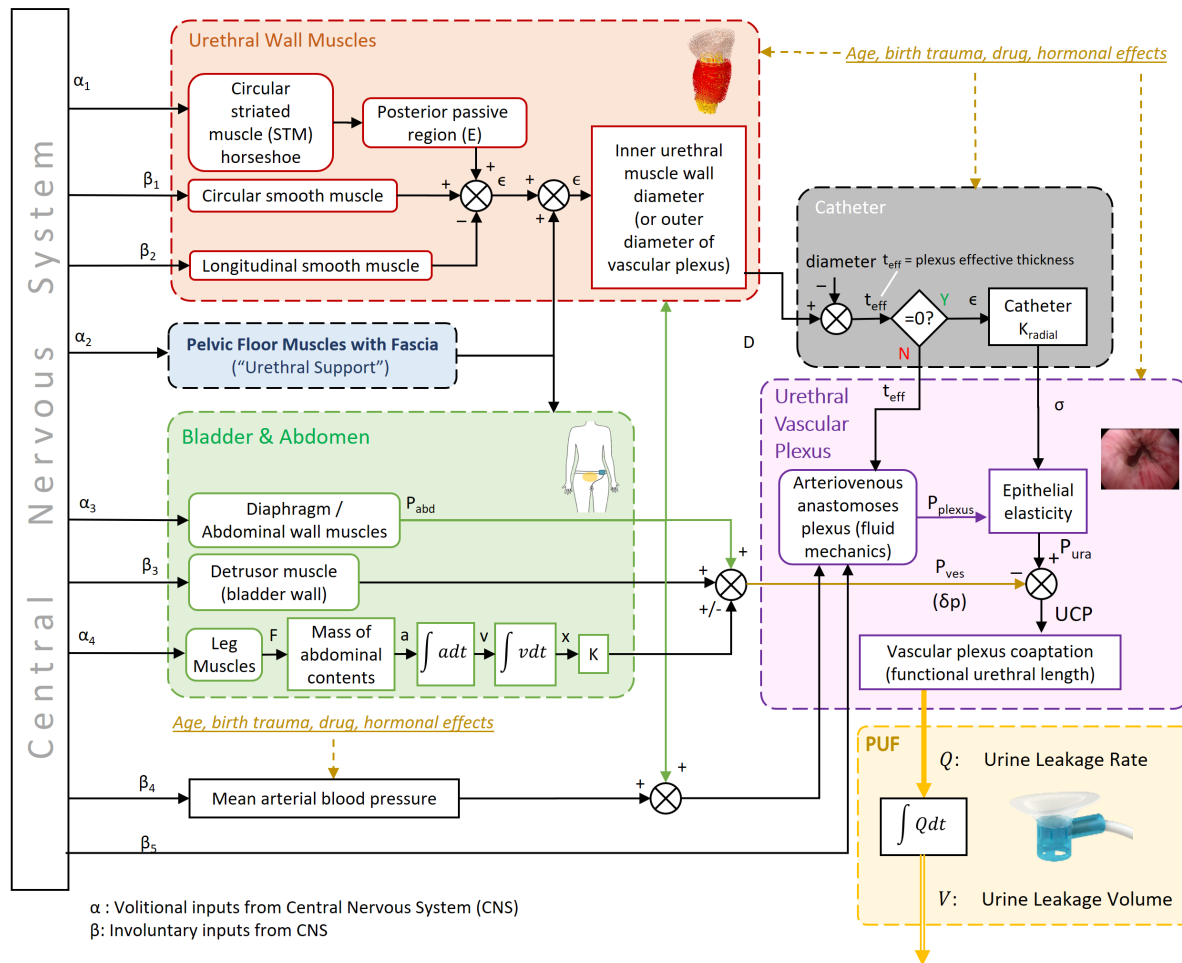 Central Nervous System
Urethral Wall Muscles
Age, birth trauma, drug, hormonal effects
α1
Circular
striated
muscle (STM)
horseshoe
Posterior passive
region (E)
+
+
ϵ
+
ϵ
+
−
β1
Circular smooth muscle
β2
Longitudinal smooth muscle
Inner urethral
muscle wall
diameter
(or outer
diameter of
vascular plexus)
Catheter
diameter
teff = plexus effective thickness
−
+
teff
=0?
Y
N
ϵ
Catheter
Kradial
D
α2
Pelvic Floor Muscles with Fascia
(“Urethral Support”)
teff
σ
Urethral
Vascular
Plexus
Bladder & Abdomen
α3
Diaphragm /
Abdominal wall muscles
Pabd
Arteriovenous
anastomoses
plexus (fluid
mechanics)
Pplexus
Epithelial
elasticity
β3
Detrusor muscle
(bladder wall)
+
+
+/-
Pves
(δp)
−
+
Pura
UCP
α4
Leg
Muscles
F
Mass of
abdominal
contents
a
∫ adt
v
∫ vdt
x
K
Vascular plexus coaptation
(functional urethral length)
Age, birth trauma, drug, hormonal effects
β4
Mean arterial blood pressure
+
+
β5
PUF
Q: Urine Leakage Rate
∫ Qdt
V: Urine Leakage Volume
α : Volitional inputs from Central Nervous System (CNS)
β: Involuntary inputs from CNS